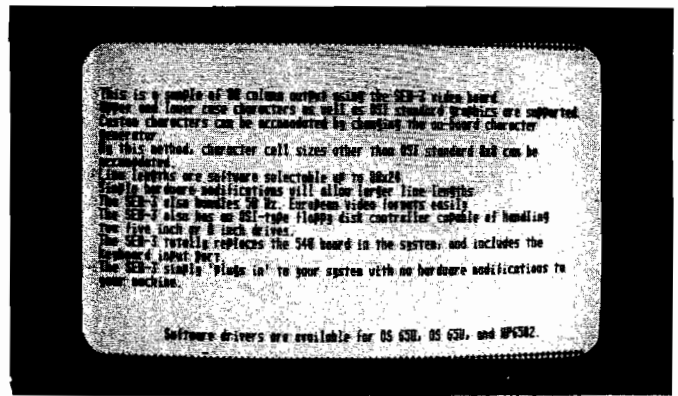 This is a sample of 80 column output using the SEB-3 video board
Upper and lower case characters as well as OSI standard graphics are supported.
Custom characters can be accomodated by changing the on-board character
generator.
By this method, character cell sizes other than OSI standard 8x8 can be
accomodated.
Line lengths are software selectable up to 80x24
Simple hardware modifications will allow larger line lengths
The SEB-3 also handles 50 Hz. European video formats easily
The SEB-3 also has an OSI-type floppy disk controller capable of handling
two five inch or 8 inch drives.
The SEB-3 totally replaces the 540 board in the system, and includes the
keyboard input port.
The SEB-3 simply 'plugs in' to your system with no hardware modifications to
your machine.
Software drivers are available for OS 65D, OS 65U, and HP6502.